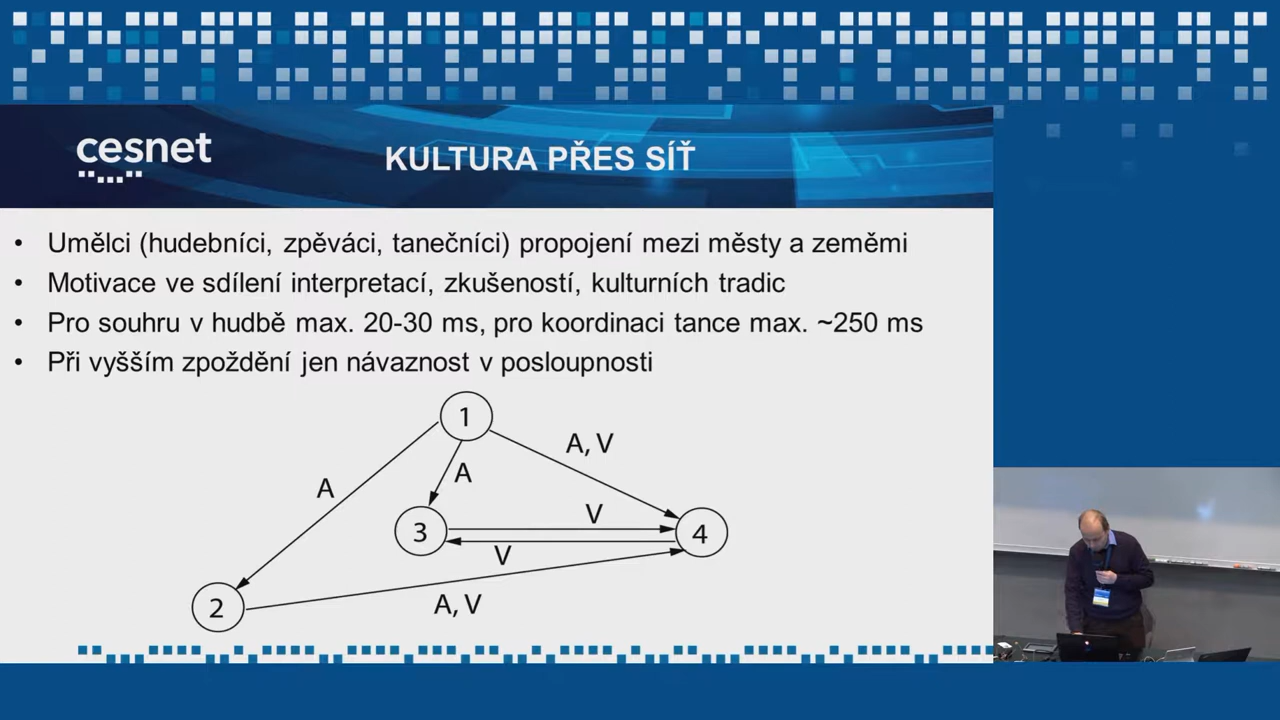 cesnet
KULTURA PŘES SÍŤ
• Umělci (hudebníci, zpěváci, tanečníci) propojení mezi městy a zeměmi
• Motivace ve sdílení interpretací, zkušeností, kulturních tradic
• Pro souhru v hudbě max. 20-30 ms, pro koordinaci tance max. ~250 ms
• Při vyšším zpoždění jen návaznost v posloupnosti
1
A, V
A
A
V
3
4
V
2
A, V